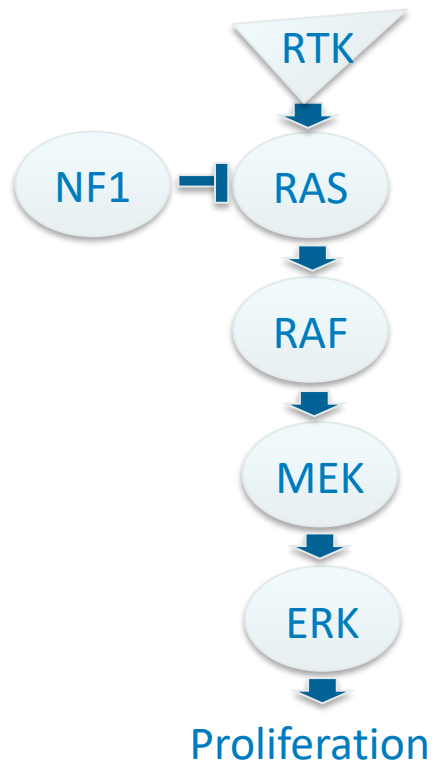 RTK
NF1
RAS
RAF
MEK
ERK
Proliferation